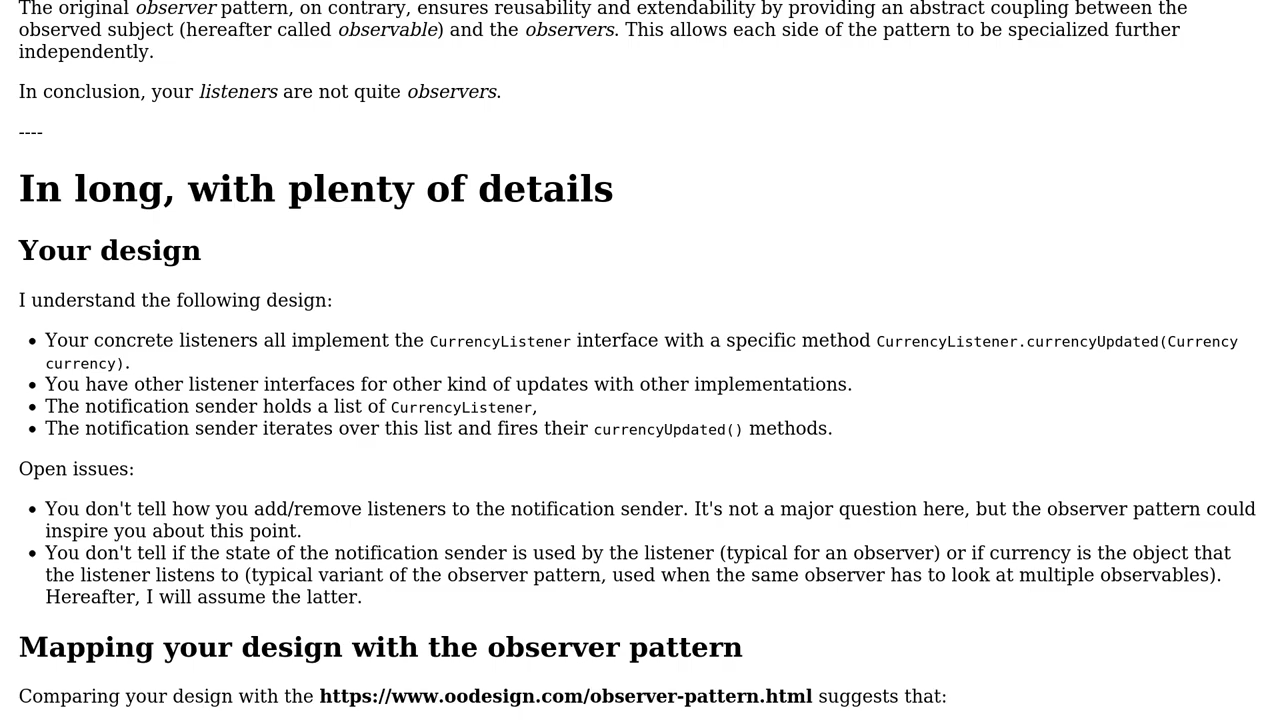 The original observer pattern, on contrary, ensures reusability and extendability by providing an abstract coupling between the
observed subject (hereafter called observable) and the observers. This allows each side of the pattern to be specialized further
independently.
In conclusion, your listeners are not quite observers.
----
In long, with plenty of details
Your design
I understand the following design:
• Your concrete listeners all implement the CurrencyListener interface with a specific method CurrencyListener.currencyUpdated(Currency
currency).
• You have other listener interfaces for other kind of updates with other implementations.
• The notification sender holds a list of CurrencyListener,
• The notification sender iterates over this list and fires their currencyUpdated() methods.
Open issues:
• You don't tell how you add/remove listeners to the notification sender. It's not a major question here, but the observer pattern could
inspire you about this point.
• You don't tell if the state of the notification sender is used by the listener (typical for an observer) or if currency is the object that
the listener listens to (typical variant of the observer pattern, used when the same observer has to look at multiple observables).
Hereafter, I will assume the latter.
Mapping your design with the observer pattern
Comparing your design with the https://www.oodesign.com/observer-pattern.html suggests that: